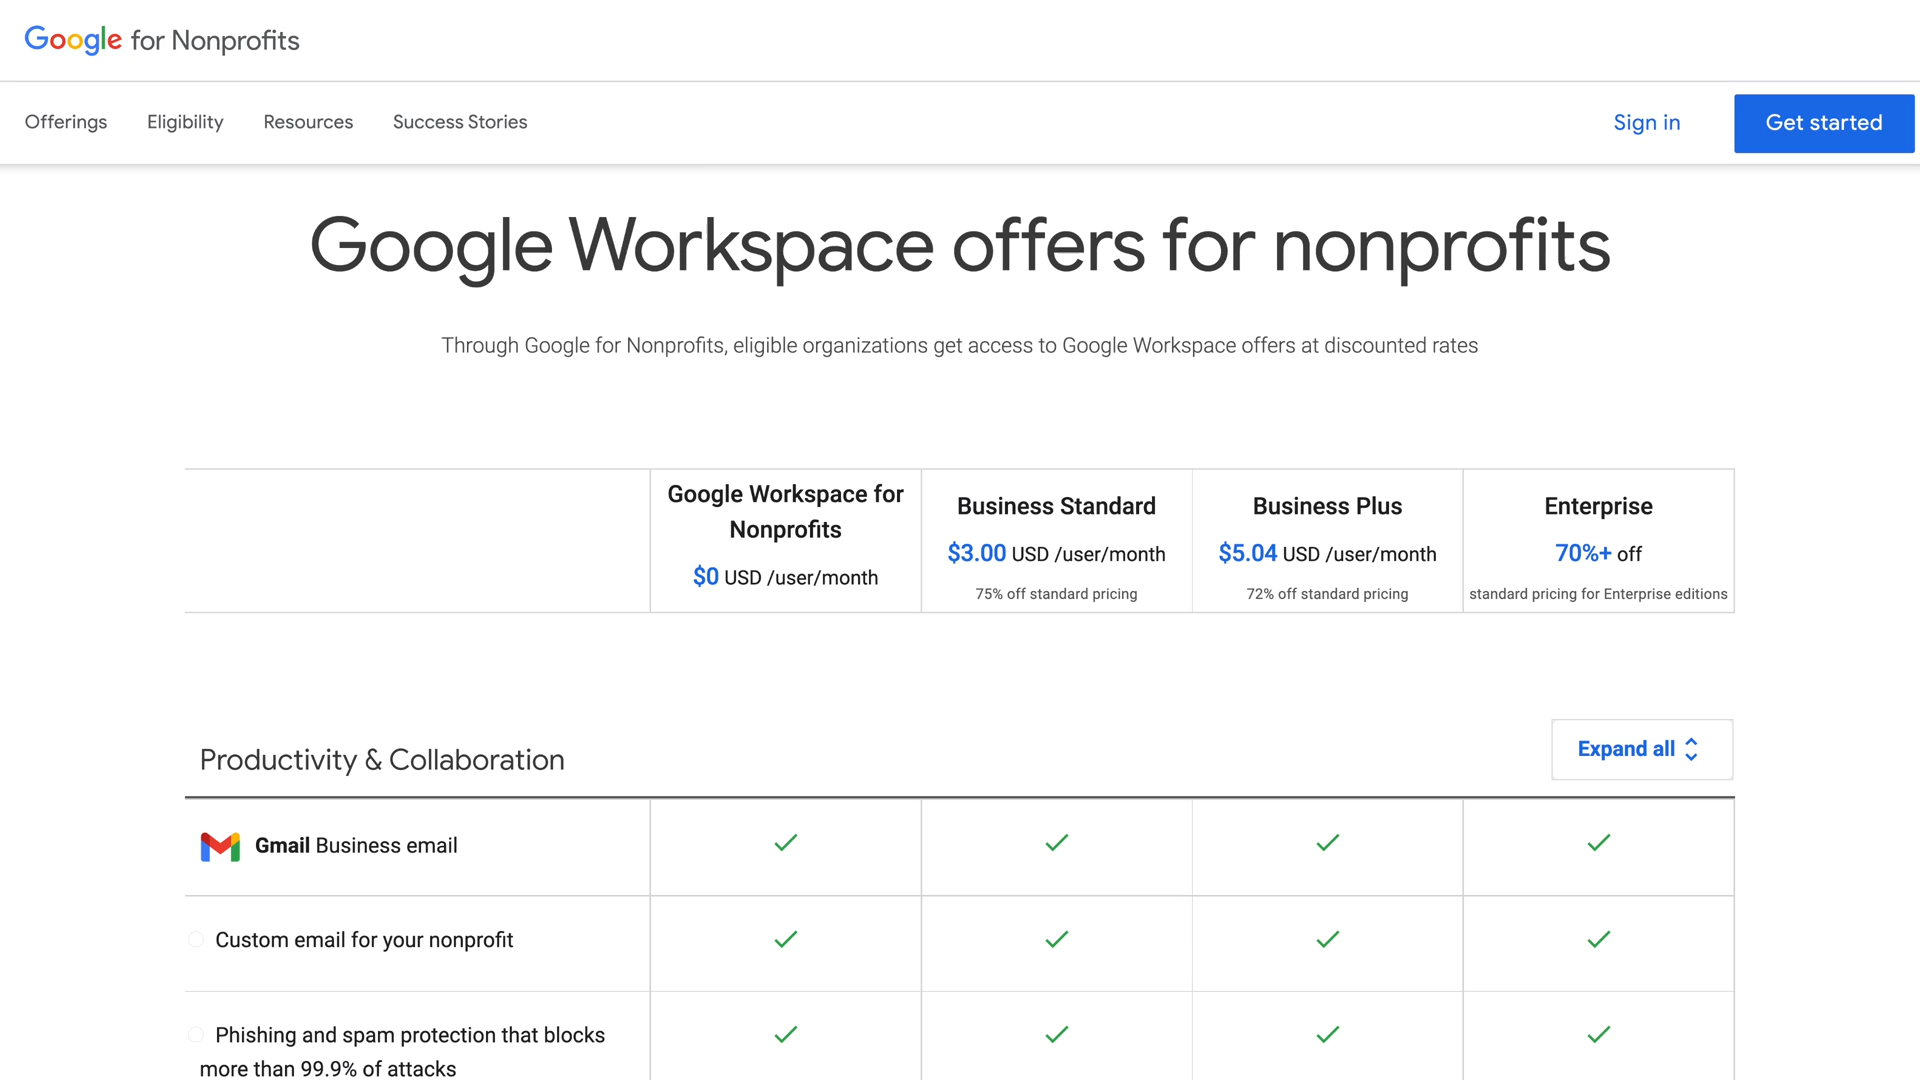 Google for Nonprofits
Offerings
Eligibility
Resources
Success Stories
Sign in
Get started
Google Workspace offers for nonprofits
Through Google for Nonprofits, eligible organizations get access to Google Workspace offers at discounted rates
Google Workspace for
Nonprofits
$0 USD /user/month
Business Standard
$3.00 USD /user/month
75% off standard pricing
Business Plus
$5.04 USD /user/month
72% off standard pricing
Enterprise
70%+ off
standard pricing for Enterprise editions
Productivity & Collaboration
Expand all
Gmail Business email
Custom email for your nonprofit
Phishing and spam protection that blocks
more than 99.9% of attacks